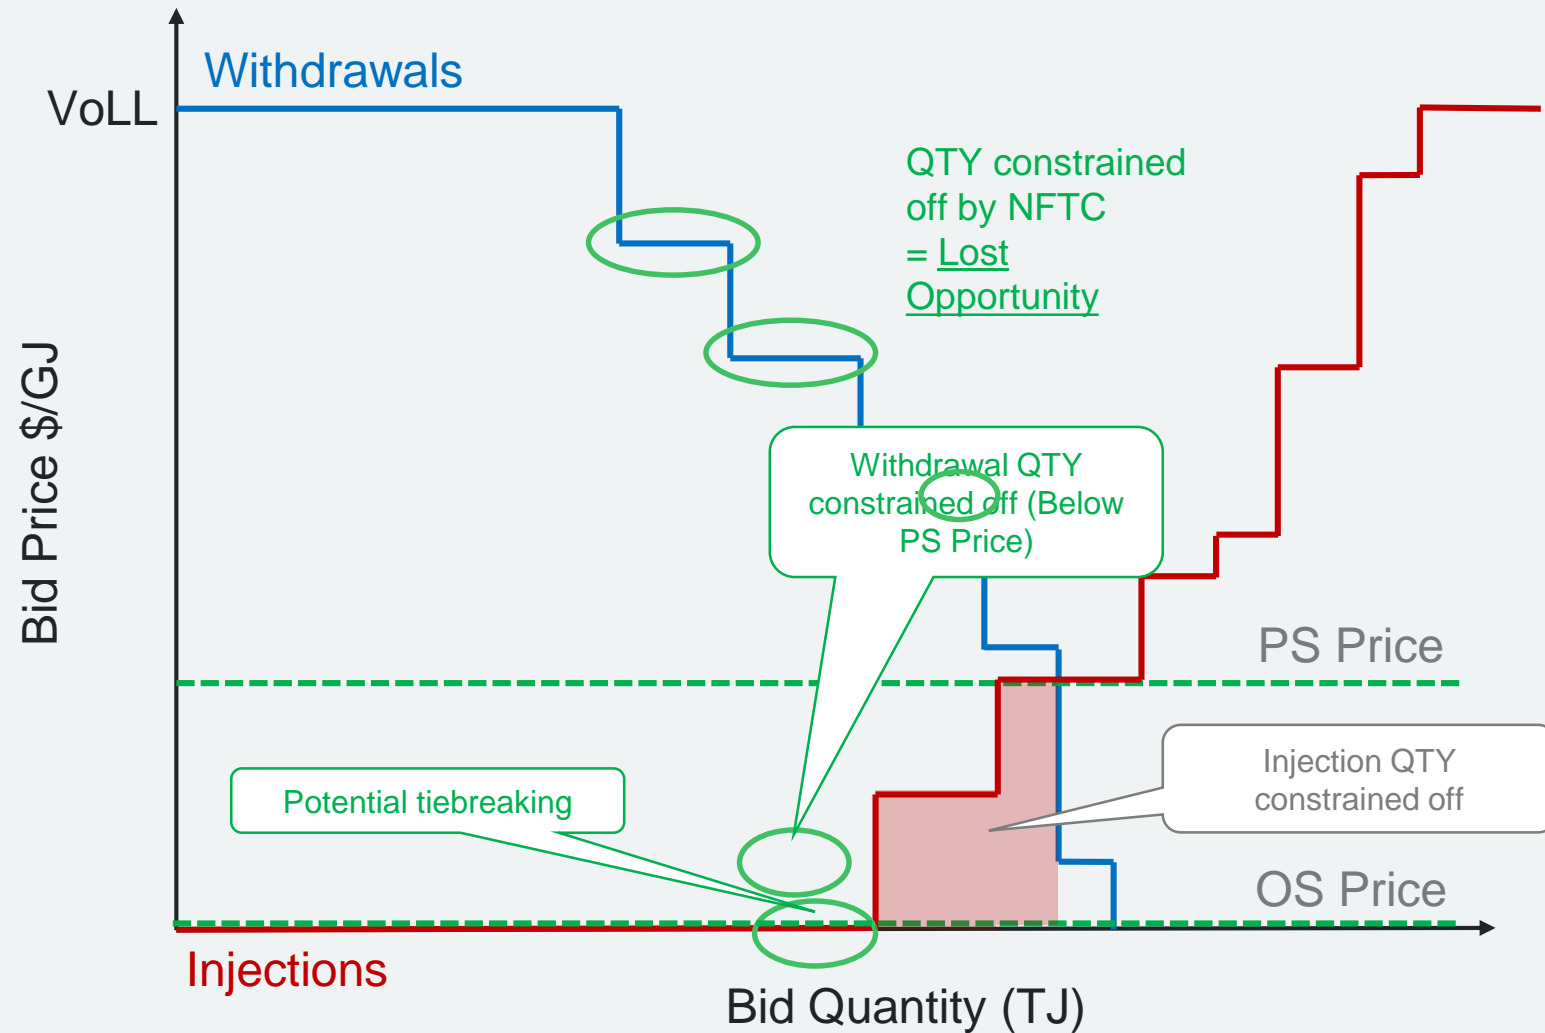 Withdrawals
VoLL
QTY constrained
off by NFTC
= Lost
Opportunity
Bid Price $/GJ
Withdrawal QTY
constrained off (Below
PS Price)
PS Price
Injection QTY
constrained off
Potential tiebreaking
OS Price
Injections
Bid Quantity (TJ)